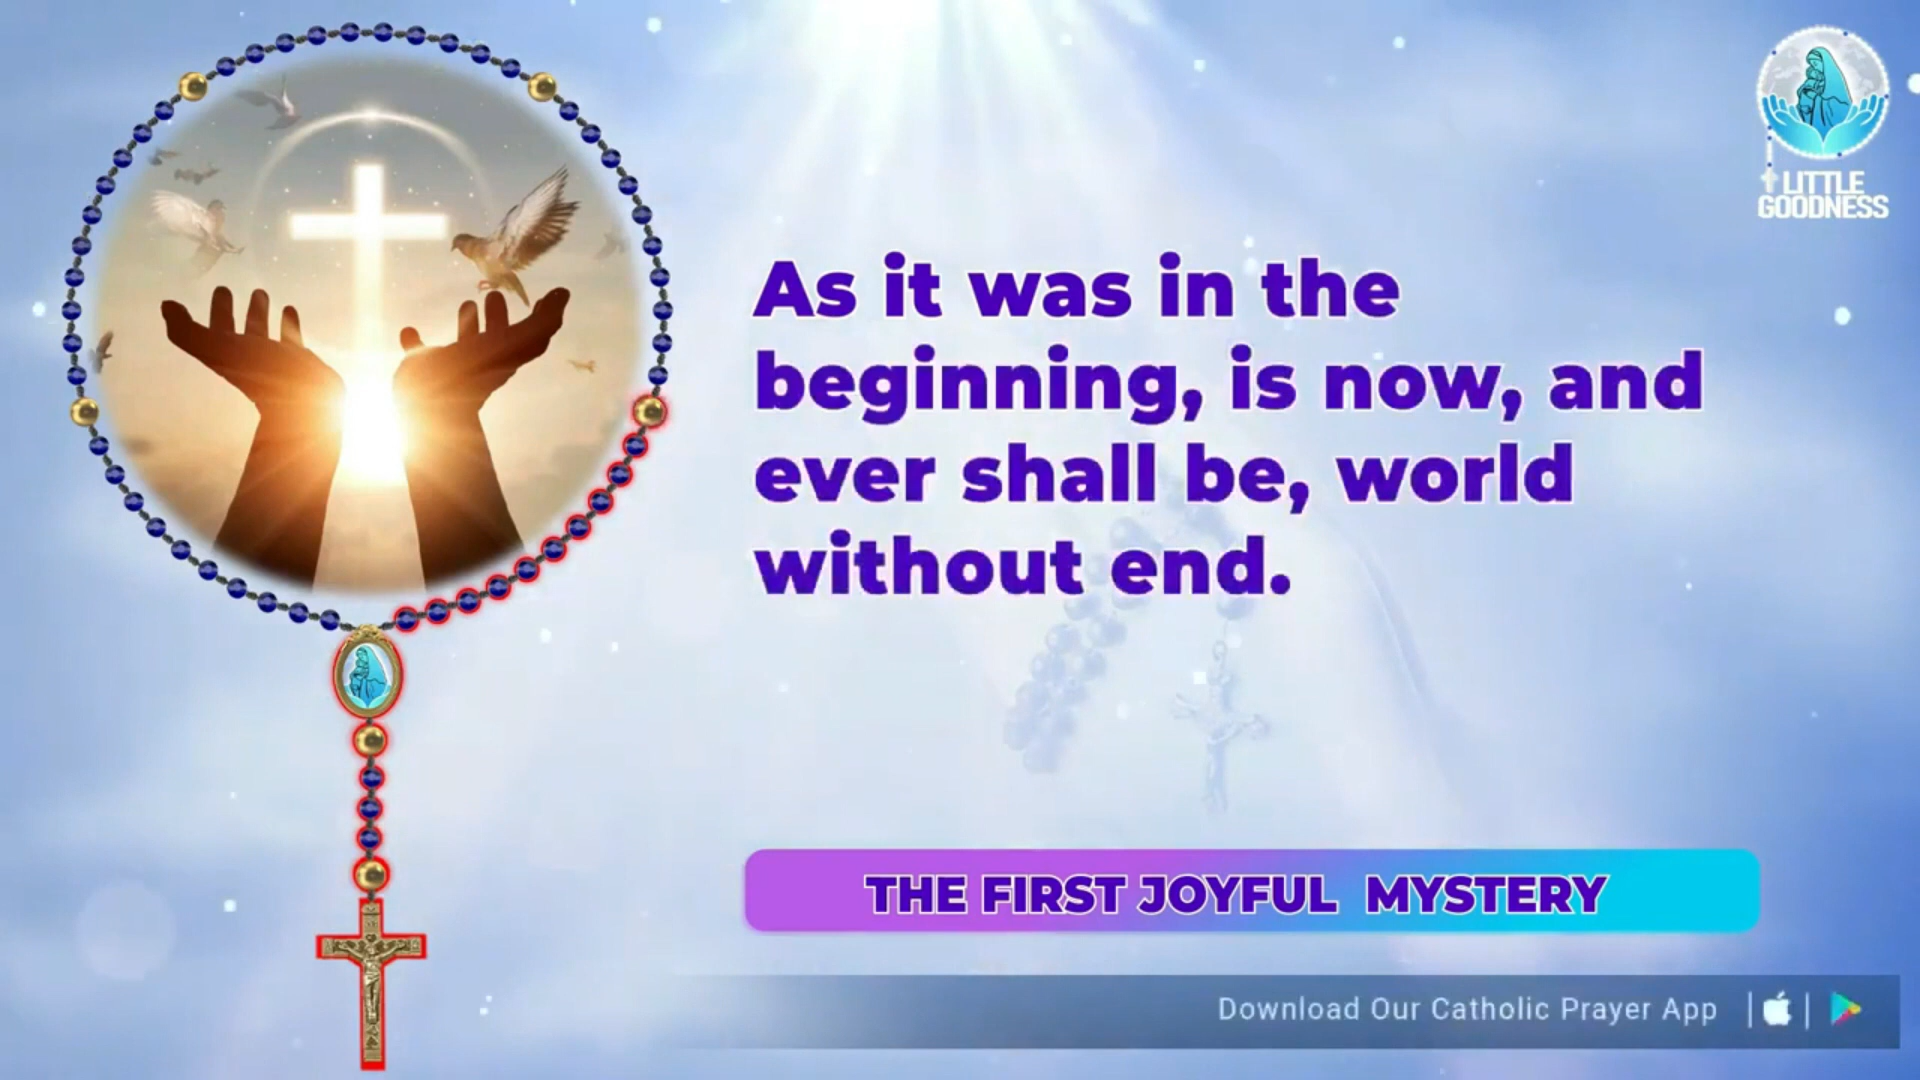 LITTLE
GOODNESS
As it was in the
beginning, is now, and
ever shall be, world
without end.
THE FIRST JOYFUL MYSTERY
Download Our Catholic Prayer App